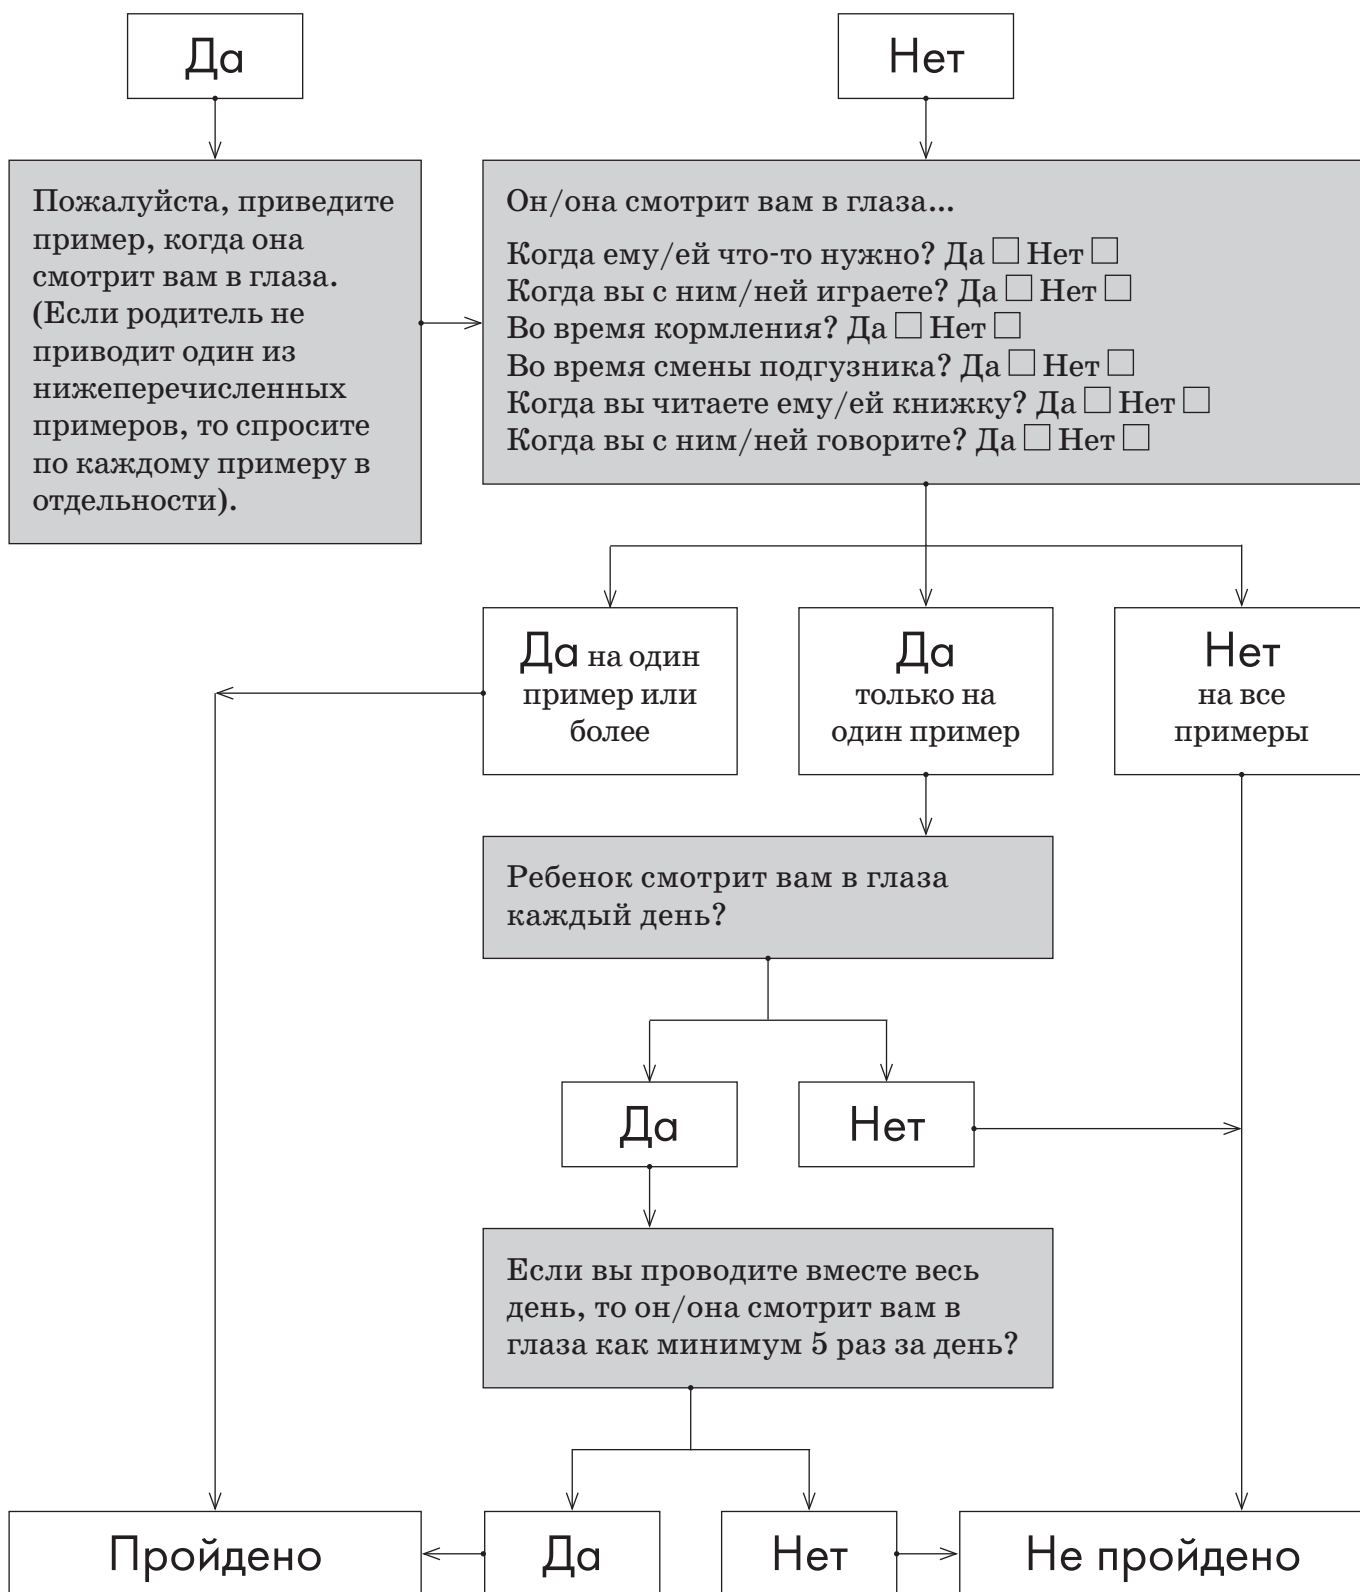 Да
Нет
Пожалуйста, приведите
пример, когда она
смотрит вам в глаза.
(Если родитель не
приводит один из
нижеперечисленных
примеров, то спросите
по каждому примеру в
отдельности).
Он/она смотрит вам в глаза...
Когда ему/ей что-то нужно? Да □ Нет □
Когда вы с ним/ней играете? Да □ Нет □
Во время кормления? Да □ Нет □
Во время смены подгузника? Да □ Нет □
Когда вы читаете ему/ей книжку? Да □ Нет □
Когда вы с ним/ней говорите? Да □ Нет □
Да на один
пример или
более
Да
только на
один пример
Нет
на все
примеры
Ребенок смотрит вам в глаза
каждый день?
Да
Нет
Если вы проводите вместе весь
день, то он/она смотрит вам в
глаза как минимум 5 раз за день?
Пройдено
Да
Нет
Не пройдено